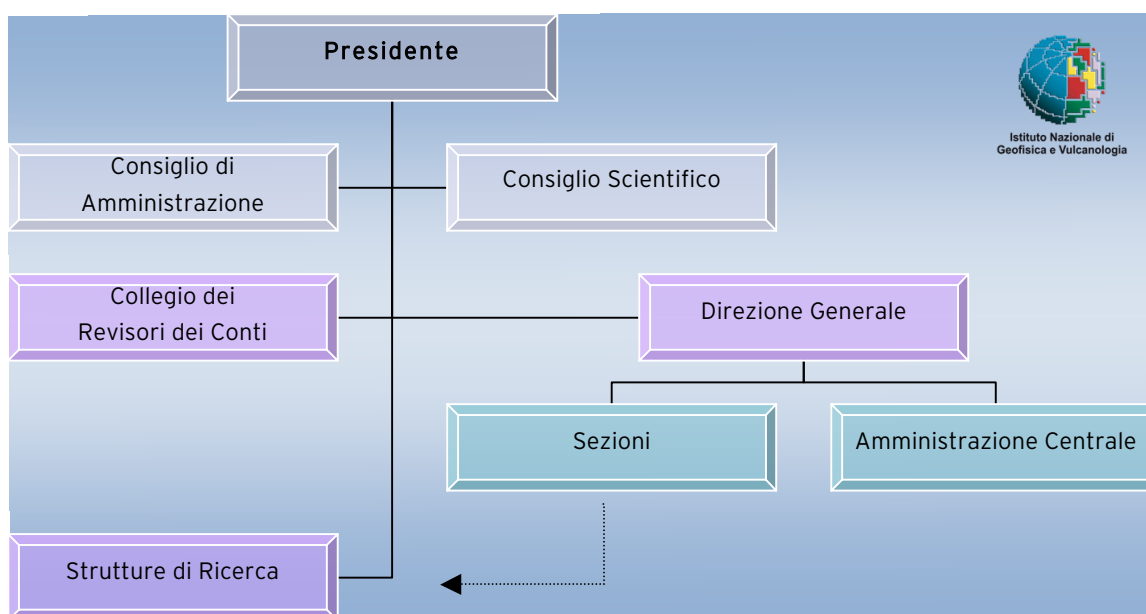 Presidente
Istituto Nazionale di
Geofisica e Vulcanologia
Consiglio di
Amministrazione
Consiglio Scientifico
Collegio dei
Revisori dei Conti
Direzione Generale
Sezioni
Amministrazione Centrale
Strutture di Ricerca